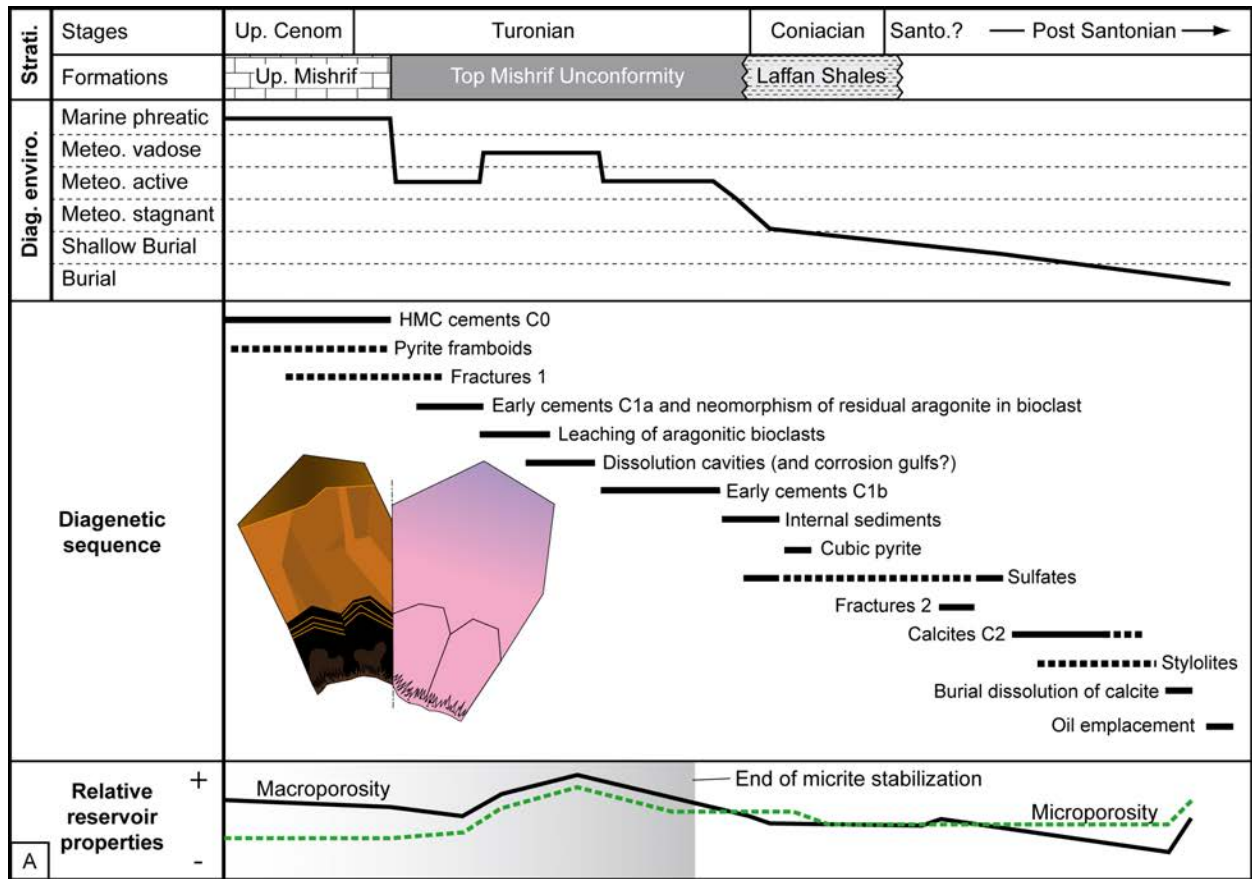 Strati.
Stages
Up. Cenom
Turonian
Coniacian
Santo.?
Post Santonian
Formations
Up. Mishrif
Top Mishrif Unconformity
Laffan Shales
Diag. enviro.
Marine phreatic
Meteo. vadose
Meteo. active
Meteo. stagnant
Shallow Burial
Burial
Diagenetic
sequence
HMC cements C0
Pyrite framboids
Fractures 1
Early cements C1a and neomorphism of residual aragonite in bioclast
Leaching of aragonitic bioclasts
Dissolution cavities (and corrosion gulfs?)
Early cements C1b
Internal sediments
Cubic pyrite
Sulfates
Fractures 2
Calcites C2
Stylolites
Burial dissolution of calcite
Oil emplacement
Relative
reservoir
properties
+
-
Macroporosity
End of micrite stabilization
Microporosity
A